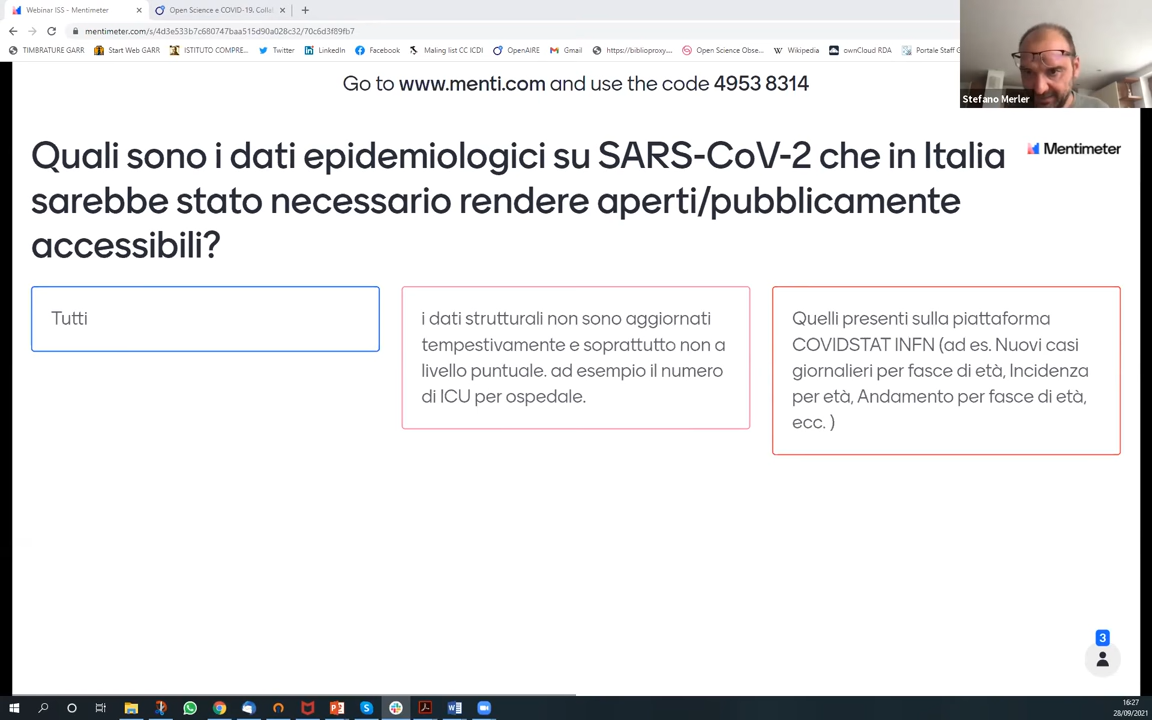 Webinar ISS - Mentimeter
Open Science e COVID-19. Collab
mentimeter.com/s/4d3e533b7c680747baa515d90a028c32/70c6d3f89fb7
TIMBRATURE GARR
Start Web GARR
ISTITUTO COMPRE...
Twitter
LinkedIn
Facebook
Maling list CC ICDI
OpenAIRE
Gmail
https://biblioproxy....
Open Science Obse...
Wikipedia
ownCloud RDA
Portale Staff G
Stefano Merler
Go to www.menti.com and use the code 4953 8314
Mentimeter
Quali sono i dati epidemiologici su SARS-CoV-2 che in Italia
sarebbe stato necessario rendere aperti/pubblicamente
accessibili?
Tutti
i dati strutturali non sono aggiornati
tempestivamente e soprattutto non a
livello puntuale. ad esempio il numero
di ICU per ospedale.
Quelli presenti sulla piattaforma
COVIDSTAT INFN (ad es. Nuovi casi
giornalieri per fasce di età, Incidenza
per età, Andamento per fasce di età,
ecc. )
3
16:27
28/09/2021